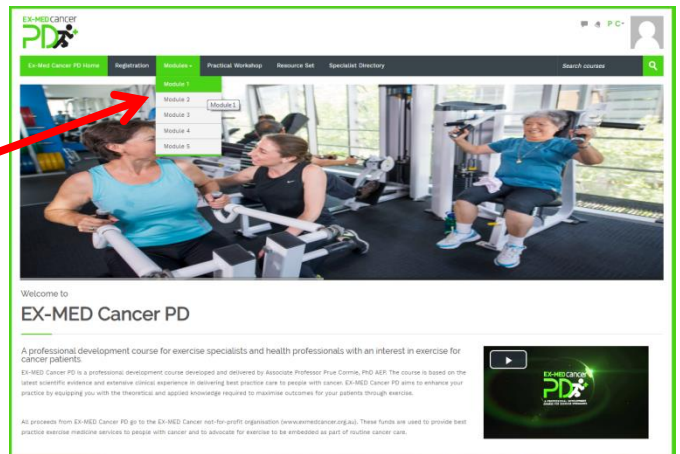 EX-MED cancer
PD
P C
Ex-Med Cancer PD Home Registration Modules Practical Workshop Resource Set Specialist Directory Search courses
Module 1
Module 2
Module 1
Module 3
Module 4
Module 5
Welcome to
EX-MED Cancer PD
A professional development course for exercise specialists and health professionals with an interest in exercise for
cancer patients
EX-MED Cancer PD is a professional development course developed and delivered by Associate Professor Prue Cormie, PhD AEP. The course is based on the
latest scientific evidence and extensive clinical experience in delivering best practice care to people with cancer. EX-MED Cancer PD aims to enhance your
practice by equipping you with the theoretical and applied knowledge required to maximise outcomes for your patients through exercise.
All proceeds from EX-MED Cancer PD go to the EX-MED Cancer not-for-profit organisation (www.exmedcancer.org.au). These funds are used to provide best
practice exercise medicine services to people with cancer and to advocate for exercise to be embedded as part of routine cancer care.
EX-MED cancer
PD